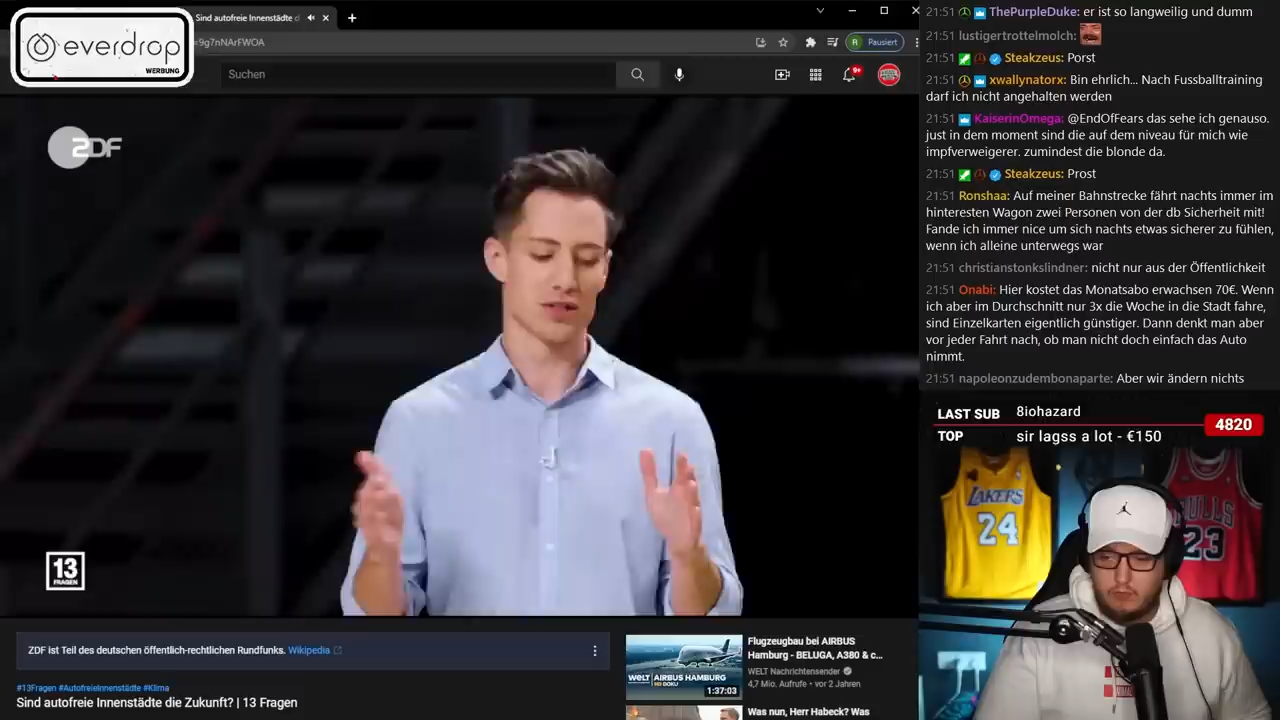 everdrop
WERBUNG
Sind autofreie Innenstädte d
=9g7nNArFWOA
R Pausiert
Suchen
9+
ZDF
13
FRAGEN
ZDF ist Teil des deutschen öffentlich-rechtlichen Rundfunks. Wikipedia
#13Fragen #AutofreieInnenstädte #Klima
Sind autofreie Innenstädte die Zukunft? | 13 Fragen
WELT AIRBUS HAMBURG
HD DOKU
1:37:03
Flugzeugbau bei AIRBUS
Hamburg - BELUGA, A380 & c...
WELT Nachrichtensender
4,7 Mio. Aufrufe • vor 2 Jahren
Was nun, Herr Habeck? Was
21:51 ThePurpleDuke: er ist so langweilig und dumm
21:51 lustigertrottelmolch:
21:51 Steakzeus: Porst
21:51 xwallynatorx: Bin ehrlich... Nach Fussballtraining
darf ich nicht angehalten werden
21:51 KaiserinOmega: @EndOfFears das sehe ich genauso.
just in dem moment sind die auf dem niveau für mich wie
impfverweigerer. zumindest die blonde da.
21:51 Steakzeus: Prost
21:51 Ronshaa: Auf meiner Bahnstrecke fährt nachts immer im
hinteresten Wagon zwei Personen von der db Sicherheit mit!
Fande ich immer nice um sich nachts etwas sicherer zu fühlen,
wenn ich alleine unterwegs war
21:51 christianstonkslindner: nicht nur aus der Öffentlichkeit
21:51 Onabi: Hier kostet das Monatsabo erwachsen 70€. Wenn
ich aber im Durchschnitt nur 3x die Woche in die Stadt fahre,
sind Einzelkarten eigentlich günstiger. Dann denkt man aber
vor jeder Fahrt nach, ob man nicht doch einfach das Auto
nimmt.
21:51 napoleonzudembonaparte: Aber wir ändern nichts
LAST SUB 8iohazard
4820
TOP sir lagss a lot - €150
LAKERS
24
BULLS
23